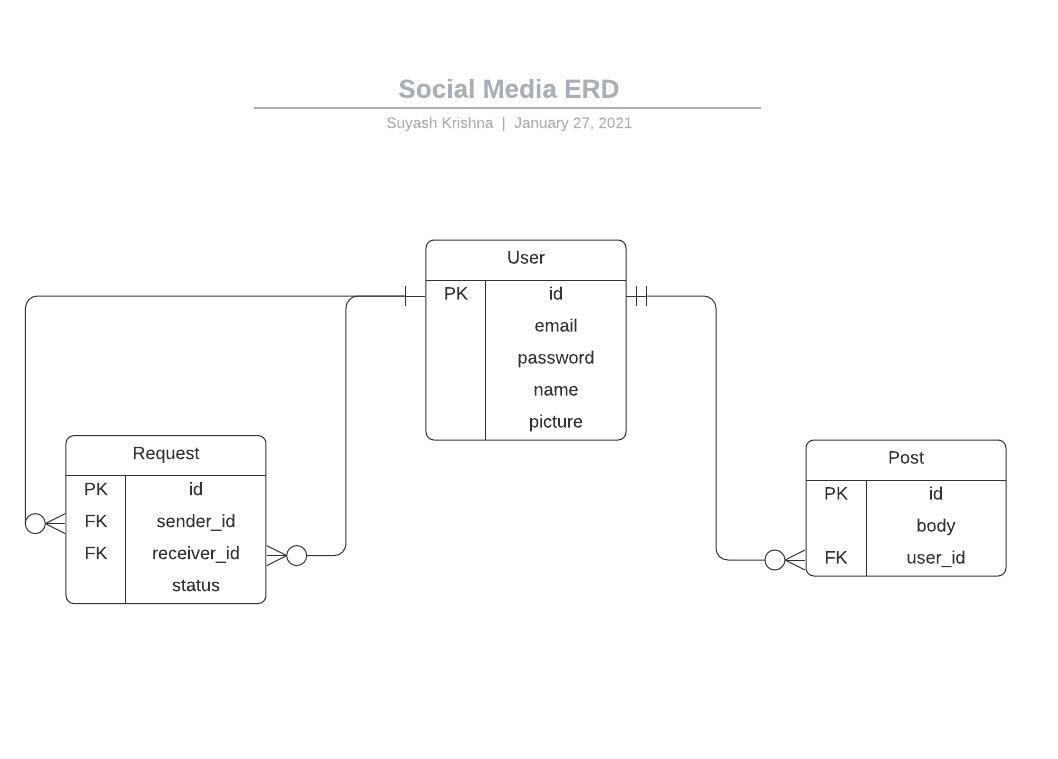 Social Media ERD
Suyash Krishna | January 27, 2021
User
PK id
email
password
name
picture
Request
PK id
FK sender_id
FK receiver_id
status
Post
PK id
body
FK user_id